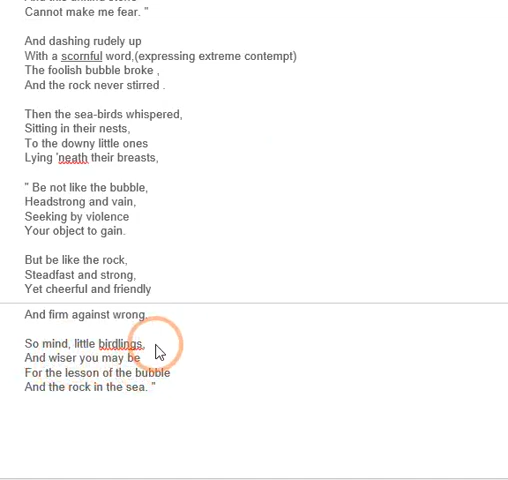 Cannot make me fear. "
And dashing rudely up
With a scornful word,(expressing extreme contempt)
The foolish bubble broke ,
And the rock never stirred .
Then the sea-birds whispered,
Sitting in their nests,
To the downy little ones
Lying 'neath their breasts,
" Be not like the bubble,
Headstrong and vain,
Seeking by violence
Your object to gain.
But be like the rock,
Steadfast and strong,
Yet cheerful and friendly
And firm against wrong.
So mind, little birdlings,
And wiser you may be
For the lesson of the bubble
And the rock in the sea. "